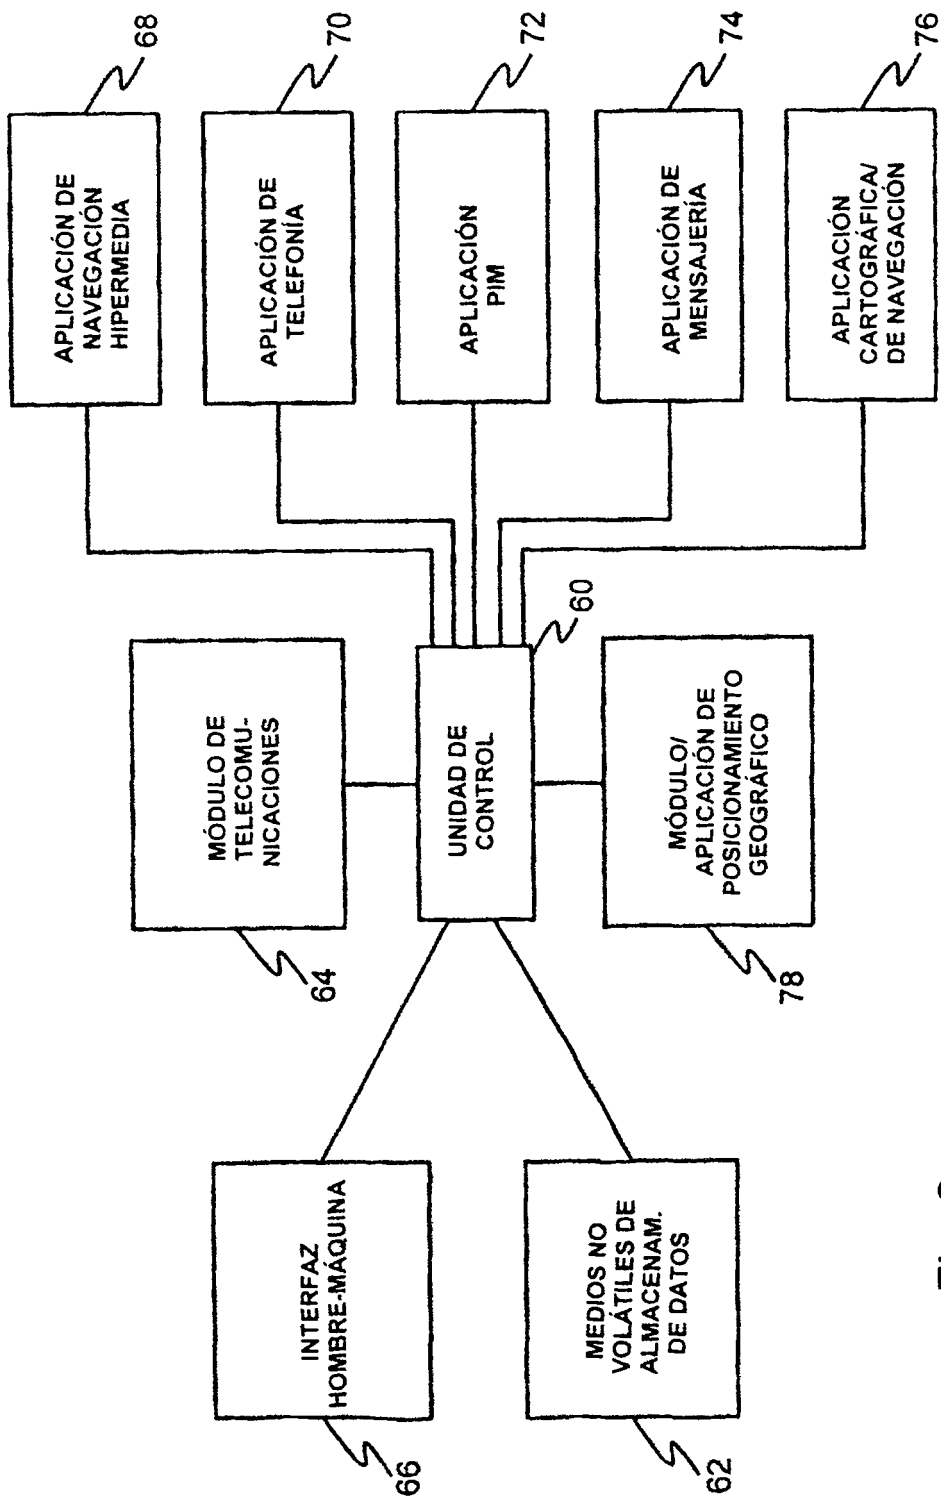 INTERFAZ
HOMBRE-MÁQUINA
66
MEDIOS NO
VOLÁTILES DE
ALMACENAM.
DE DATOS
62
MÓDULO DE
TELECOMU-
NICACIONES
64
UNIDAD DE
CONTROL
60
MÓDULO/
APLICACIÓN DE
POSICIONAMIENTO
GEOGRÁFICO
78
APLICACIÓN DE
NAVEGACIÓN
HIPERMEDIA
68
APLICACIÓN DE
TELEFONÍA
70
APLICACIÓN
PIM
72
APLICACIÓN DE
MENSAJERÍA
74
APLICACIÓN
CARTOGRÁFICA/
DE NAVEGACIÓN
76